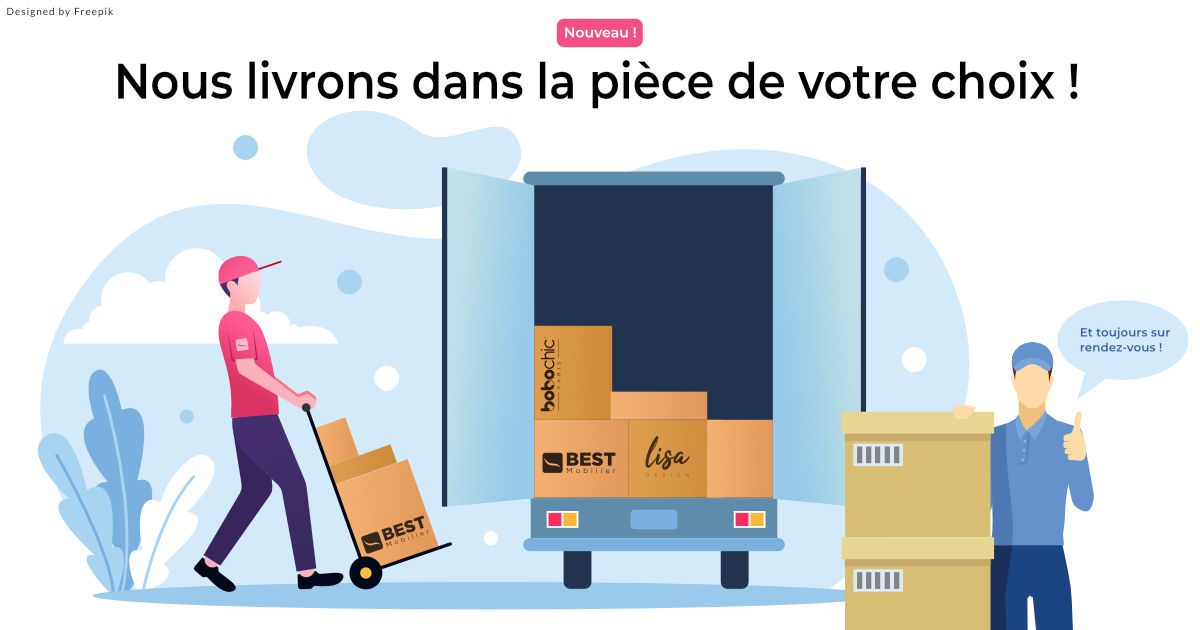 Designed by Freepik
Nouveau !
Nous livrons dans la pièce de votre choix !
Et toujours sur
rendez-vous !
bobochic
PARIS
BEST
Mobilier
lisa
DESIGN
BEST
Mobilier